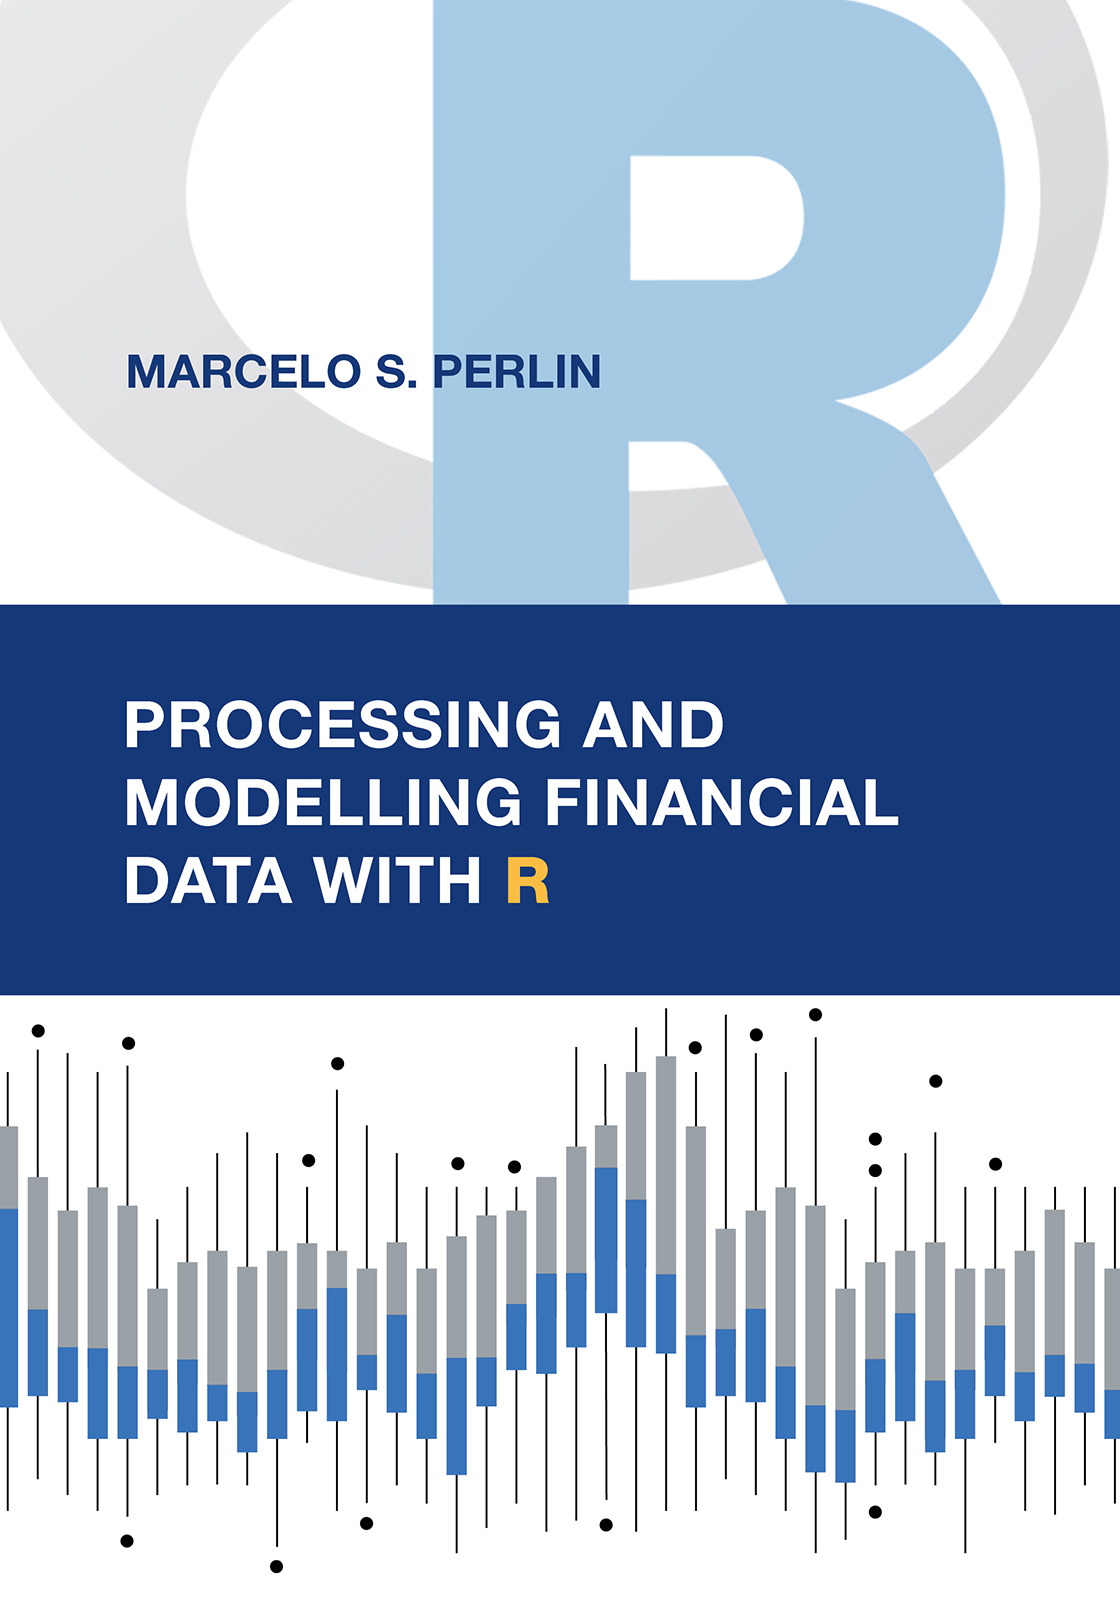 MARCELO S. PERLIN
PROCESSING AND
MODELLING FINANCIAL
DATA WITH R